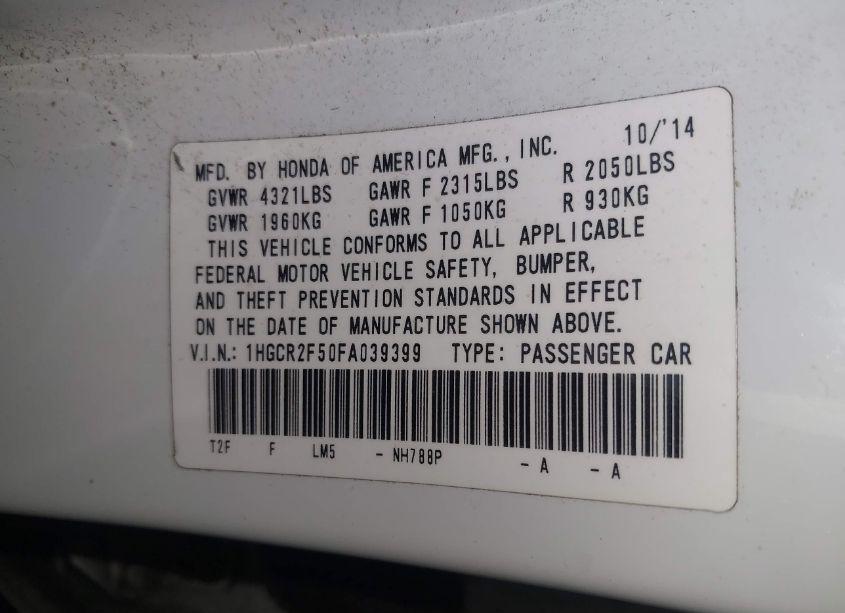 10/'14
MFD. BY HONDA OF AMERICA MFG., INC.
GVWR 4321LBS GAWR F 2315LBS R 2050LBS
GVWR 1960KG GAWR F 1050KG R 930KG
THIS VEHICLE CONFORMS TO ALL APPLICABLE
FEDERAL MOTOR VEHICLE SAFETY, BUMPER,
AND THEFT PREVENTION STANDARDS IN EFFECT
ON THE DATE OF MANUFACTURE SHOWN ABOVE.
V.I.N.: 1HGCR2F50FA039399 TYPE: PASSENGER CAR
T2F F LM5 - NH788P - A - A